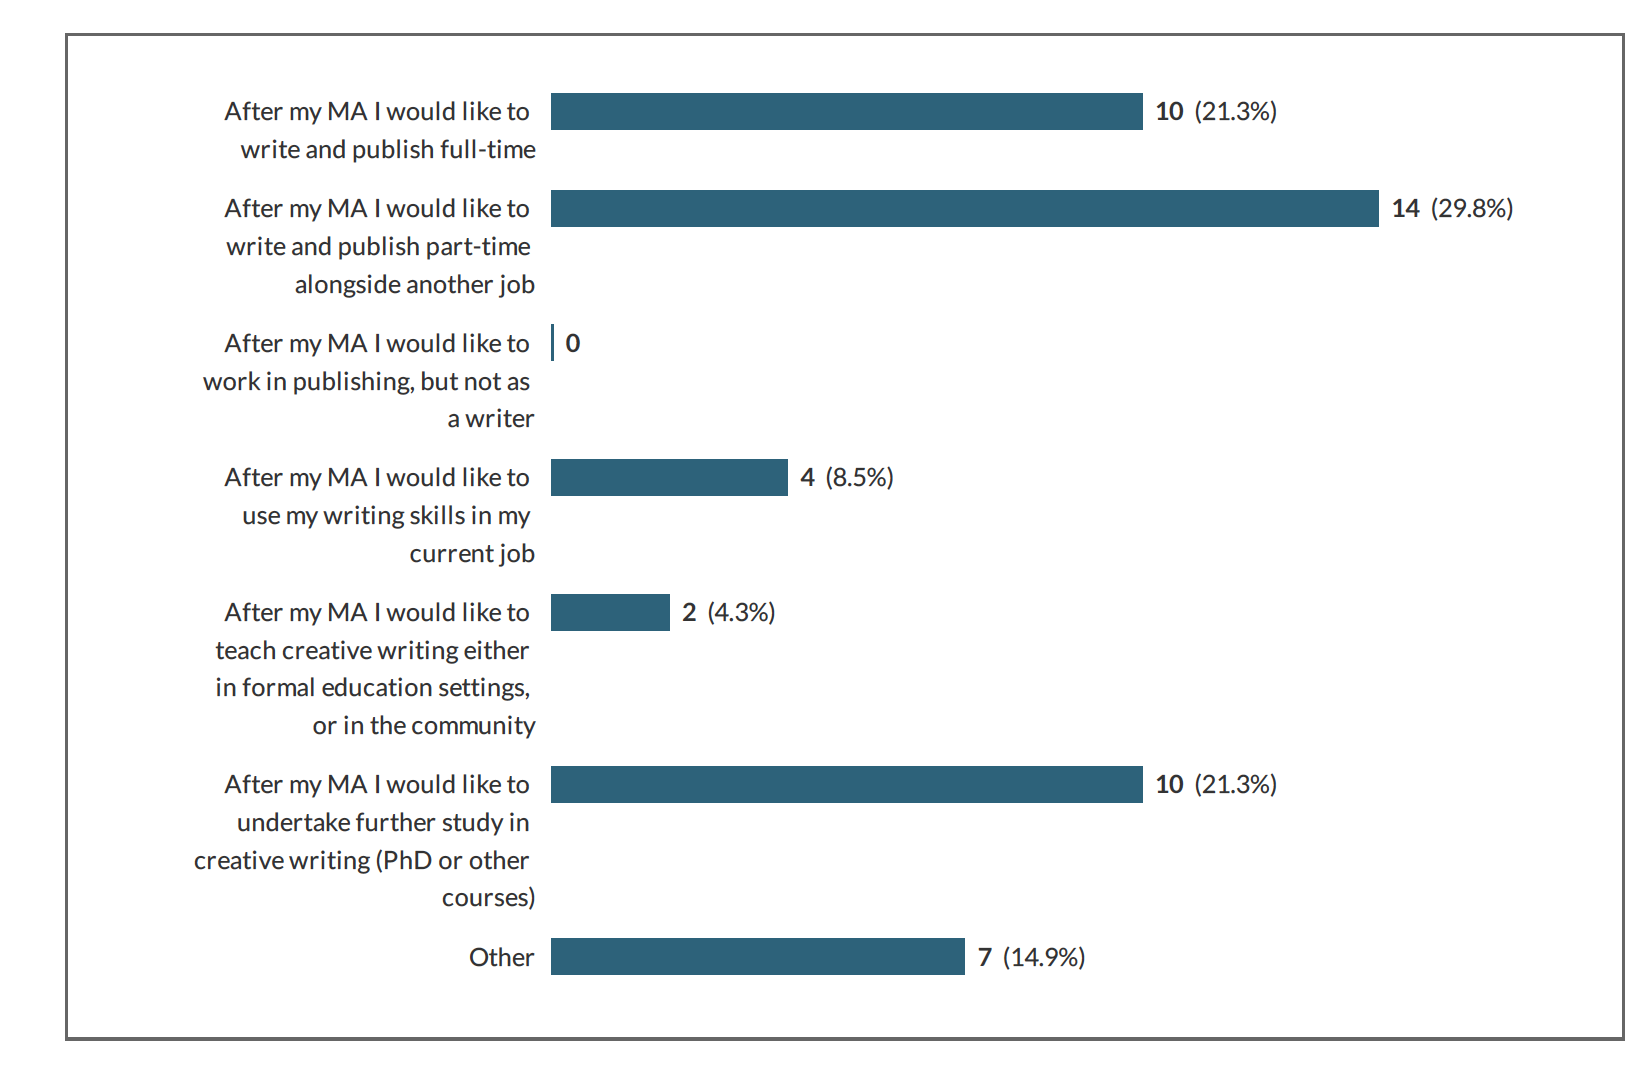 After my MA I would like to
write and publish full-time
10 (21.3%)
After my MA I would like to
write and publish part-time
alongside another job
14 (29.8%)
After my MA I would like to
work in publishing, but not as
a writer
0
After my MA I would like to
use my writing skills in my
current job
4 (8.5%)
After my MA I would like to
teach creative writing either
in formal education settings,
or in the community
2 (4.3%)
After my MA I would like to
undertake further study in
creative writing (PhD or other
courses)
10 (21.3%)
Other
7 (14.9%)